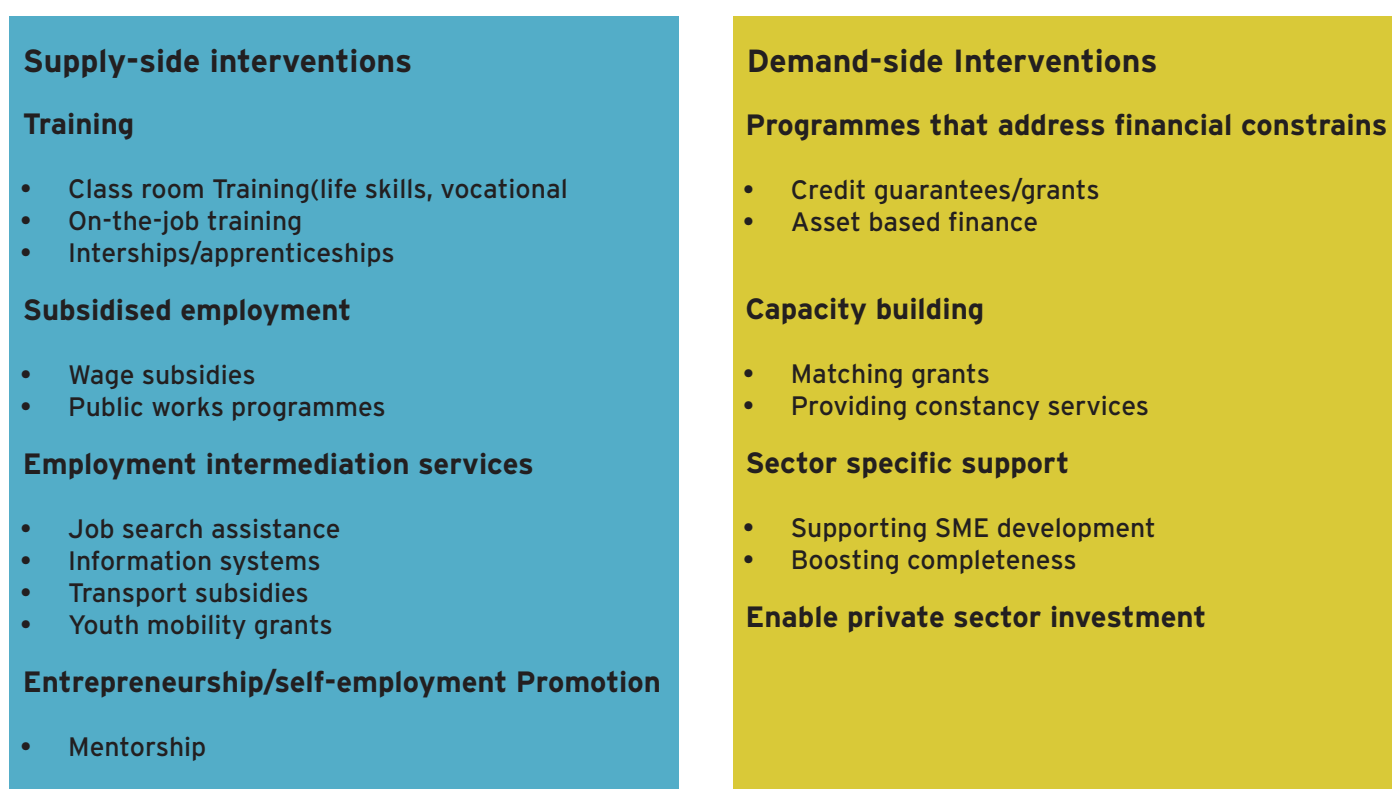 Supply-side interventions
Training
• Class room Training(life skills, vocational
• On-the-job training
• Interships/apprenticeships
Subsidised employment
• Wage subsidies
• Public works programmes
Employment intermediation services
• Job search assistance
• Information systems
• Transport subsidies
• Youth mobility grants
Entrepreneurship/self-employment Promotion
• Mentorship
Demand-side Interventions
Programmes that address financial constrains
• Credit guarantees/grants
• Asset based finance
Capacity building
• Matching grants
• Providing constancy services
Sector specific support
• Supporting SME development
• Boosting completeness
Enable private sector investment